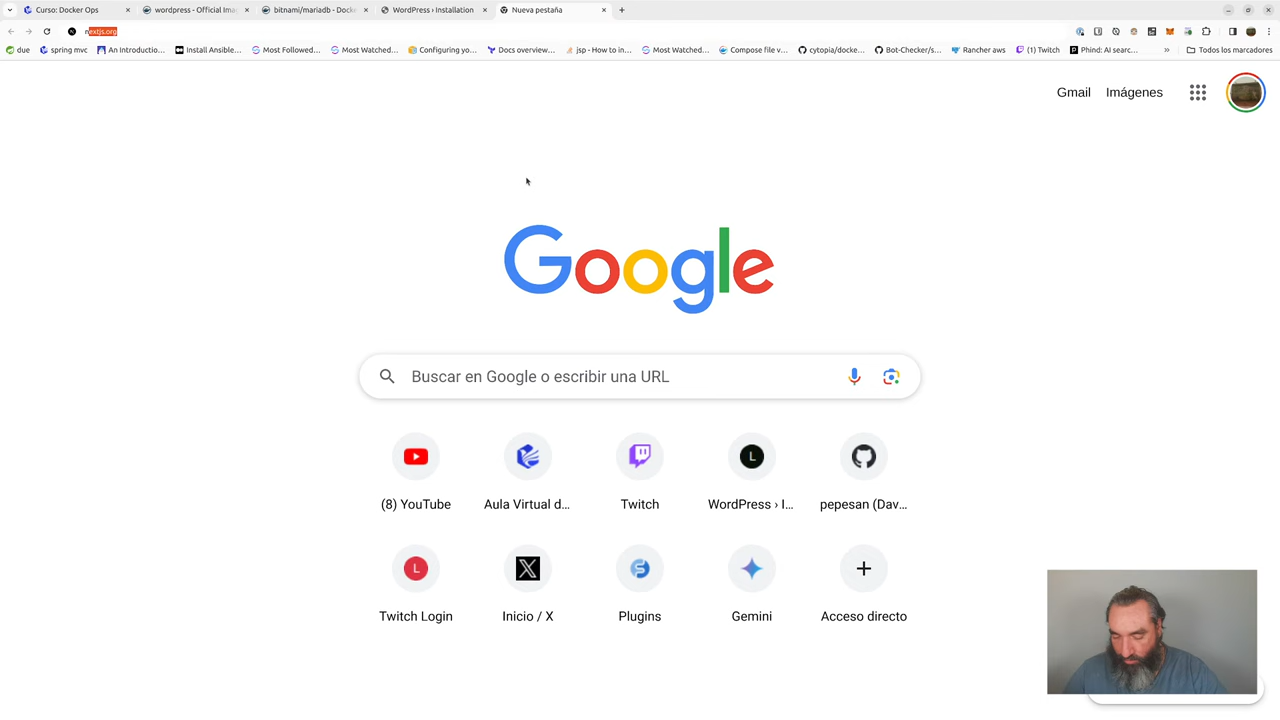 Curso: Docker Ops
wordpress - Official Ima
bitnami/mariadb - Docke
WordPress › Installation
Nueva pestaña
nextjs.org
due
spring mvc
An Introductio...
Install Ansible...
Most Followed...
Most Watched...
Configuring yo...
Docs overview...
jsp - How to in...
Most Watched...
Compose file v...
cytopia/docke...
Bot-Checker/s...
Rancher aws
(1) Twitch
Phind: AI searc...
»
Todos los marcadores
Gmail
Imágenes
Google
Buscar en Google o escribir una URL
L
(8) YouTube
Aula Virtual d...
Twitch
WordPress › I...
pepesan (Dav...
L
Twitch Login
Inicio / X
Plugins
Gemini
Acceso directo